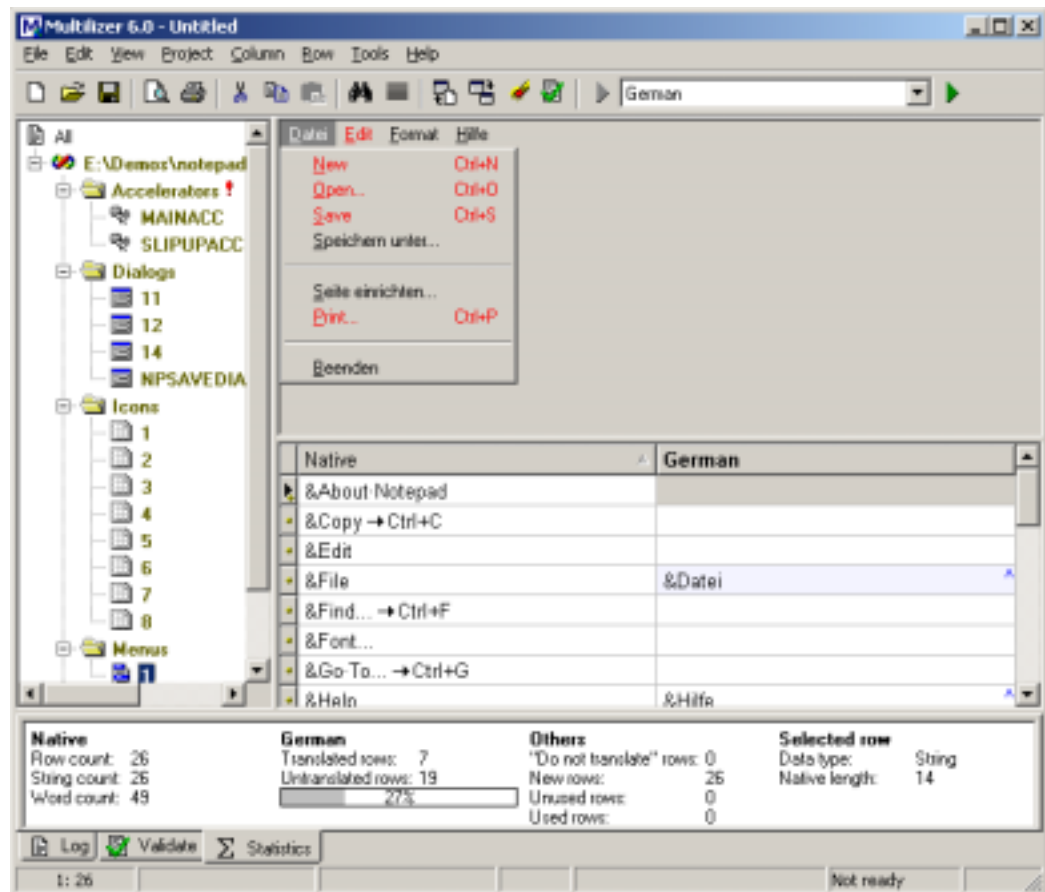 Multilizer 6.0 - Untitled
File Edit View Project Column Row Tools Help
German
All
E:\Demos\notepad
Accelerators !
MAINACC
SLIPUPACC
Dialogs
11
12
14
NPSAVEDIA
Icons
1
2
3
4
5
6
7
8
Menus
1
Datei Edit Format Hilfe
New Ctrl+N
Open... Ctrl+O
Save Ctrl+S
Speichern unter...
Seite einrichten...
Print... Ctrl+P
Beenden
Native German
&About·Notepad
&Copy→Ctrl+C
&Edit
&File &Datei
&Find...→Ctrl+F
&Font...
&Go·To...→Ctrl+G
&Help &Hilfe
Native
Row count: 26
String count: 26
Word count: 49
German
Translated rows: 7
Untranslated rows: 19
27%
Others
"Do not translate" rows: 0
New rows: 26
Unused rows: 0
Used rows: 0
Selected row
Data type: String
Native length: 14
Log Validate Statistics
1: 26 Not ready